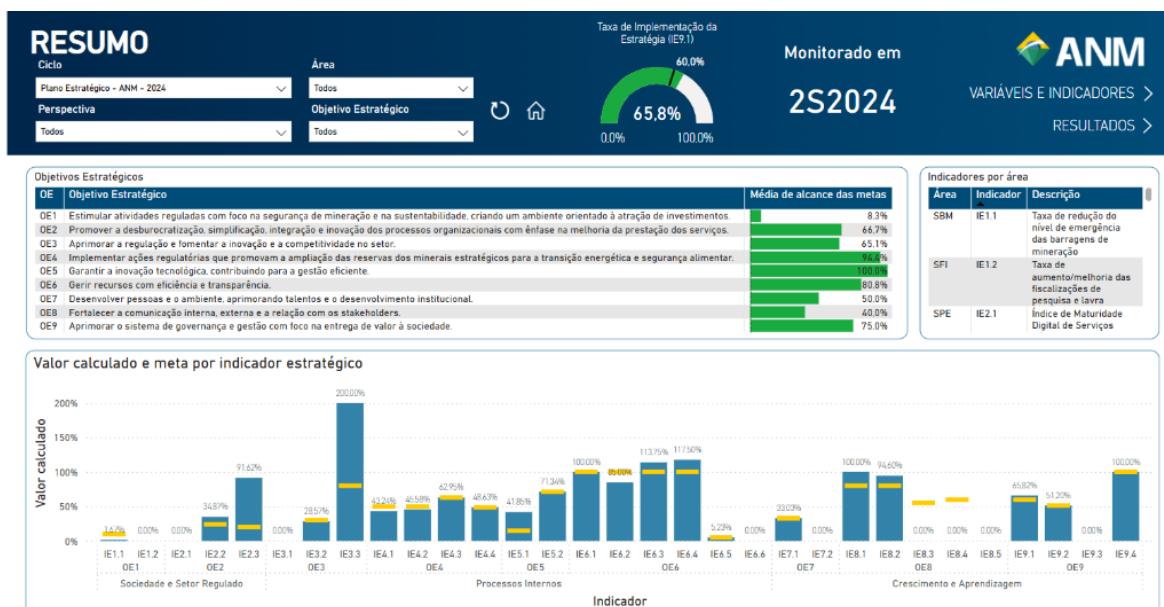 RESUMO
Ciclo
Plano Estratégico - ANM - 2024
Perspectiva
Todos
Área
Todos
Objetivo Estratégico
Todos
Taxa de Implementação da
Estratégia (IE9.1)
60,0%
65,8%
0.0%
100.0%
Monitorado em
2S2024
ANM
VARIÁVEIS E INDICADORES
RESULTADOS
Objetivos Estratégicos
OE Objetivo Estratégico Média de alcance das metas
OE1 Estimular atividades reguladas com foco na segurança de mineração e na sustentabilidade, criando um ambiente orientado à atração de investimentos. 8.3%
OE2 Promover a desburocratização, simplificação, integração e inovação dos processos organizacionais com ênfase na melhoria da prestação dos serviços. 66.7%
OE3 Aprimorar a regulação e fomentar a inovação e a competitividade no setor. 65.1%
OE4 Implementar ações regulatórias que promovam a ampliação das reservas dos minerais estratégicos para a transição energética e segurança alimentar. 94.4%
OE5 Garantir a inovação tecnológica, contribuindo para a gestão eficiente. 100.0%
OE6 Gerir recursos com eficiência e transparência. 80.8%
OE7 Desenvolver pessoas e o ambiente, aprimorando talentos e o desenvolvimento institucional. 50.0%
OE8 Fortalecer a comunicação interna, externa e a relação com os stakeholders. 40,0%
OE9 Aprimorar o sistema de governança e gestão com foco na entrega de valor à sociedade. 75.0%
Indicadores por área
Área Indicador Descrição
SBM IE1.1 Taxa de redução do
nível de emergência
das barragens de
mineração
SFI IE1.2 Taxa de
aumento/melhoria das
fiscalizações de
pesquisa e lavra
SPE IE2.1 Índice de Maturidade
Digital de Serviços
Valor calculado e meta por indicador estratégico
Valor calculado
200%
150%
100%
50%
0%
1.67% 0.00% 0.00% 34,87% 91.62% 0.00% 28,57% 200.00% 43.24% 45.58% 62.95% 48.63% 41.85% 71.34% 100.00% 85.00% 113.75% 117.50% 5.23% 0.00% 33.03% 0.00% 100.00% 94.60% 0.00% 0.00% 0.00% 65.82% 51.20% 0.00% 100.00%
IE1.1 IE1.2 IE2.1 IE2.2 IE2.3 IE3.1 IE3.2 IE3.3 IE4.1 IE4.2 IE4.3 IE4.4 IE5.1 IE5.2 IE6.1 IE6.2 IE6.3 IE6.4 IE6.5 IE6.6 IE7.1 IE7.2 IE8.1 IE8.2 IE8.3 IE8.4 IE8.5 IE9.1 IE9.2 IE9.3 IE9.4
OE1 OE2 OE3 OE4 OE5 OE6 OE7 OE8 OE9
Sociedade e Setor Regulado Processos Internos Crescimento e Aprendizagem
Indicador